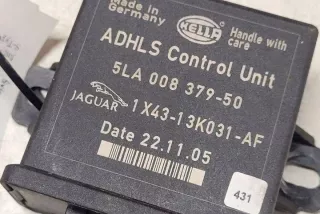 made in
Germany
HELLA
Handle with
care
ADHLS Control Unit
5LA 008 379-50
JAGUAR 1X43-13K031-AF
Date 22.11.05
431